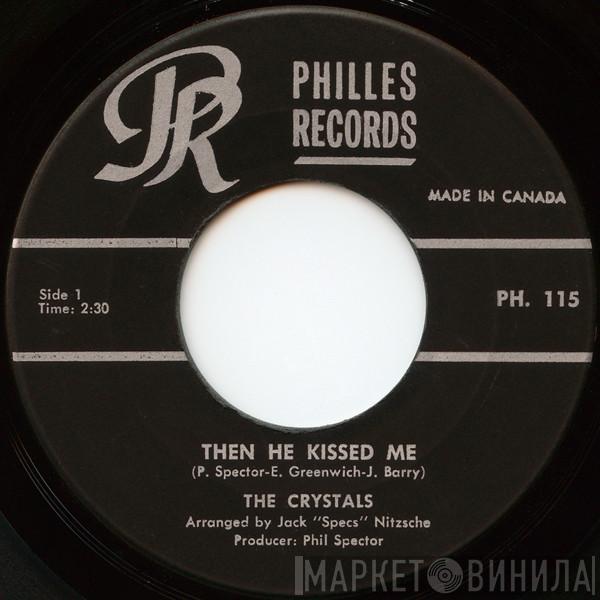 PR
PHILLES
RECORDS
MADE IN CANADA
Side 1
Time: 2:30
PH. 115
THEN HE KISSED ME
(P. Spector-E. Greenwich-J. Barry)
THE CRYSTALS
Arranged by Jack "Specs" Nitzsche
Producer: Phil Spector
МАРКЕТ ВИНИЛА